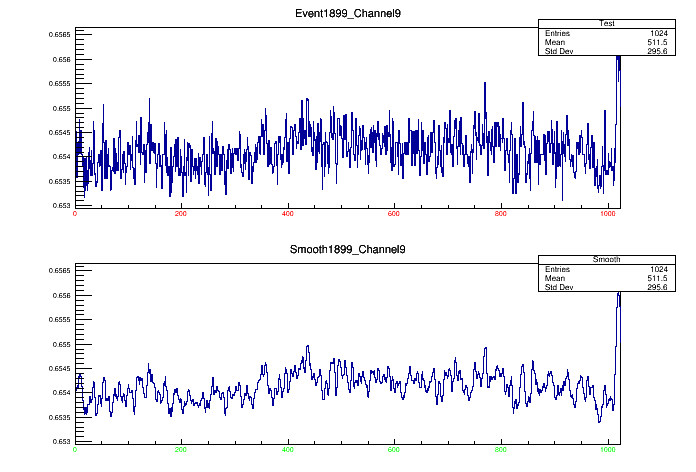 Event1899_Channel9
Test
Entries 1024
Mean 511.5
Std Dev 295.6
0.6565
0.656
0.6555
0.655
0.6545
0.654
0.6535
0.653
0 200 400 600 800 1000
Smooth1899_Channel9
Smooth
Entries 1024
Mean 511.5
Std Dev 295.6
0.6565
0.656
0.6555
0.655
0.6545
0.654
0.6535
0.653
0 200 400 600 800 1000